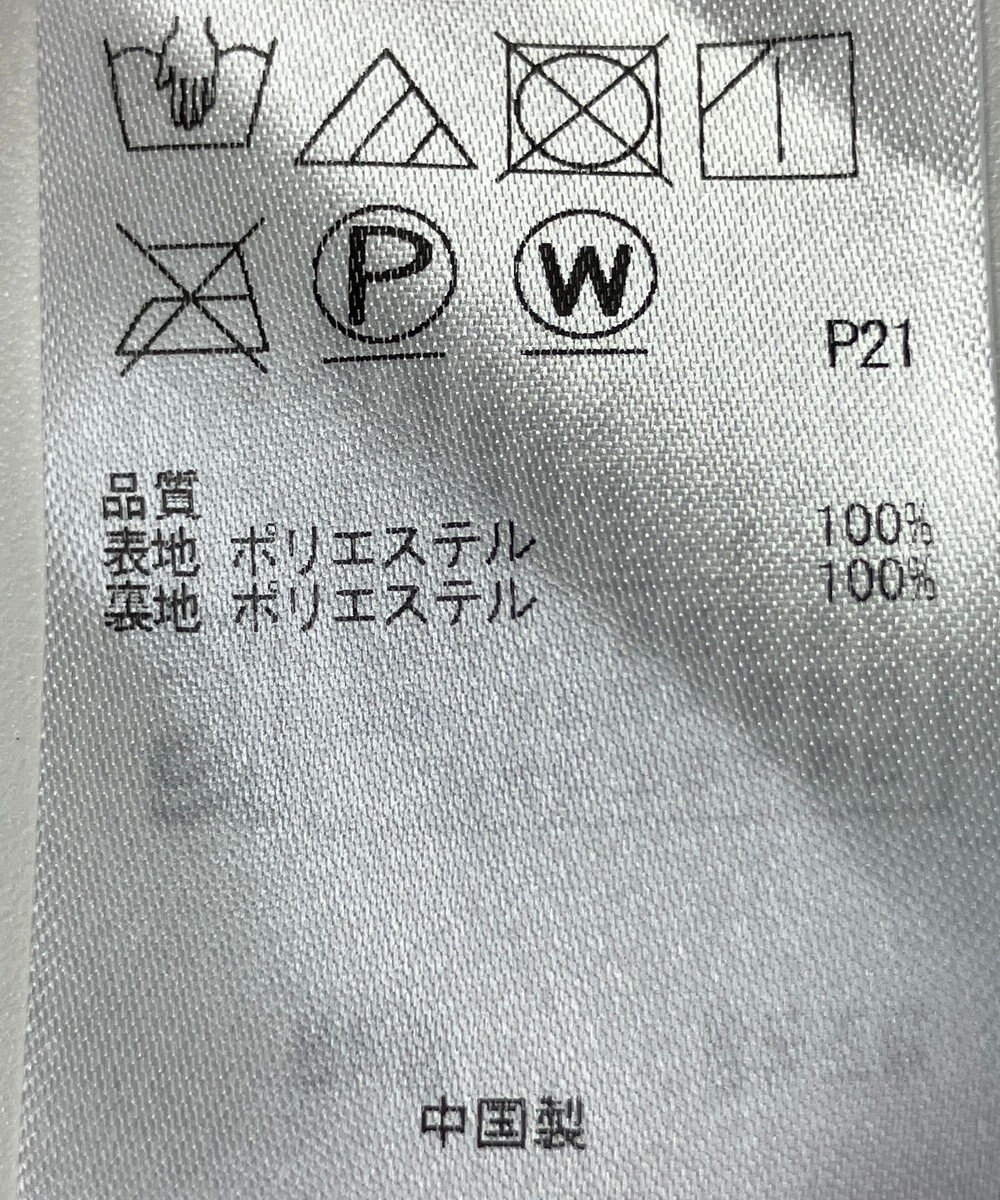 P W
P21
品質
表地 ポリエステル 100%
裏地 ポリエステル 100%
中国製